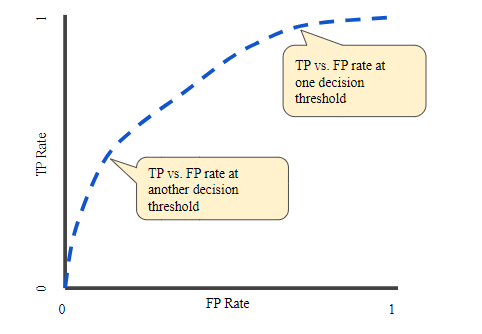 1
TP vs. FP rate at
one decision
threshold
TP Rate
TP vs. FP rate at
another decision
threshold
0
0
FP Rate
1